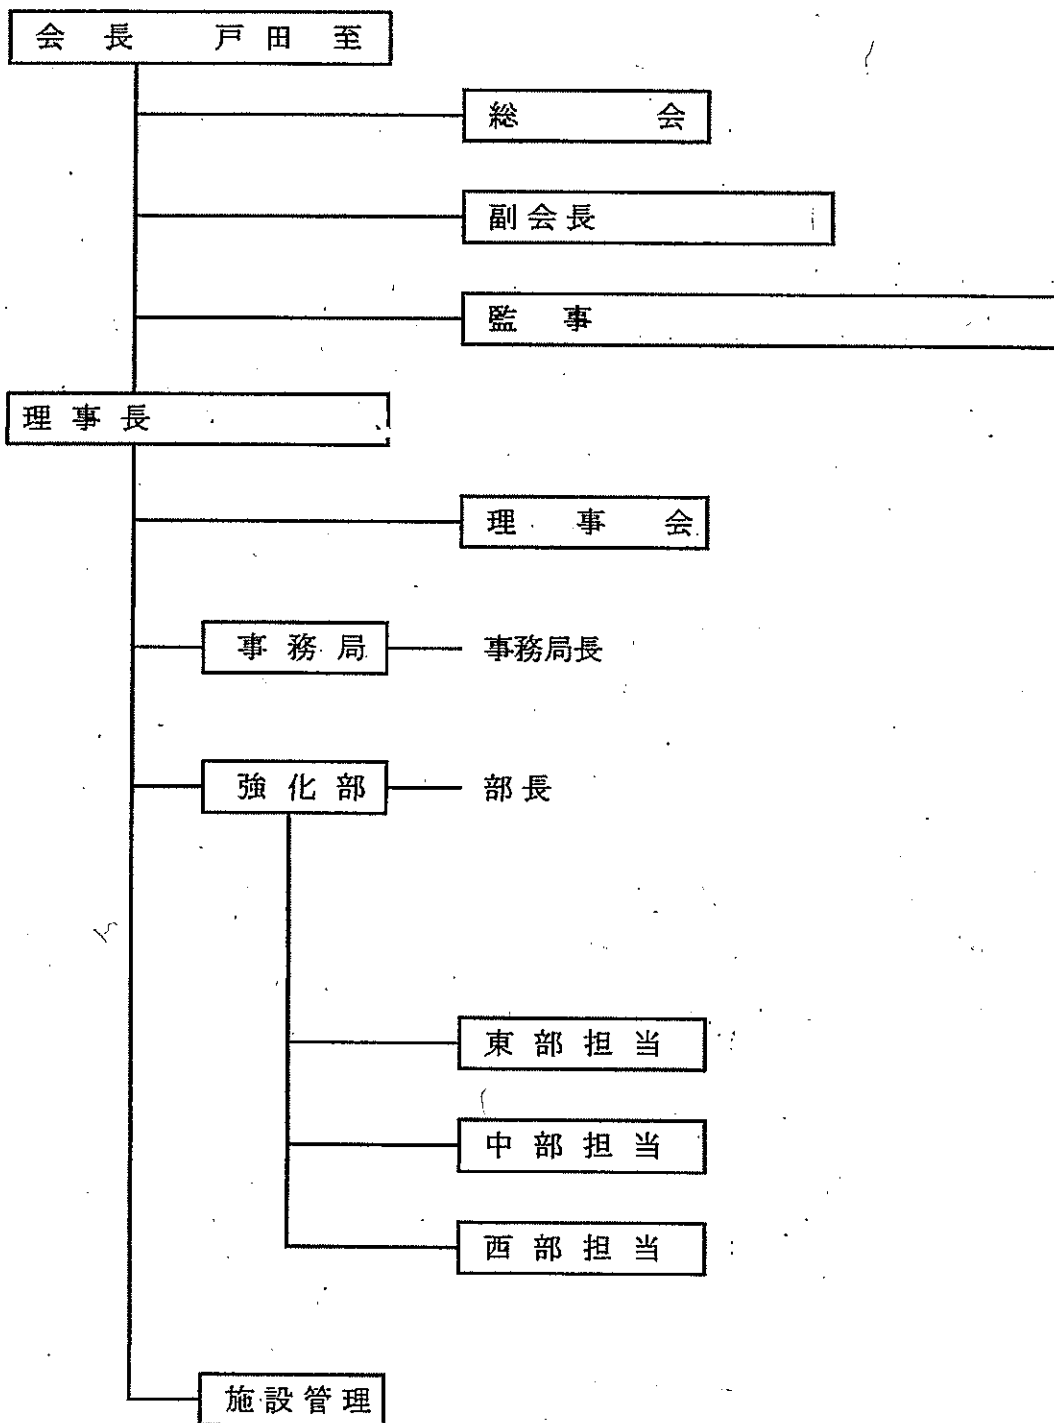 会長 戸田至
総会
副会長
監事
理事長
理事会
事務局 事務局長
強化部 部長
東部担当
中部担当
西部担当
施設管理